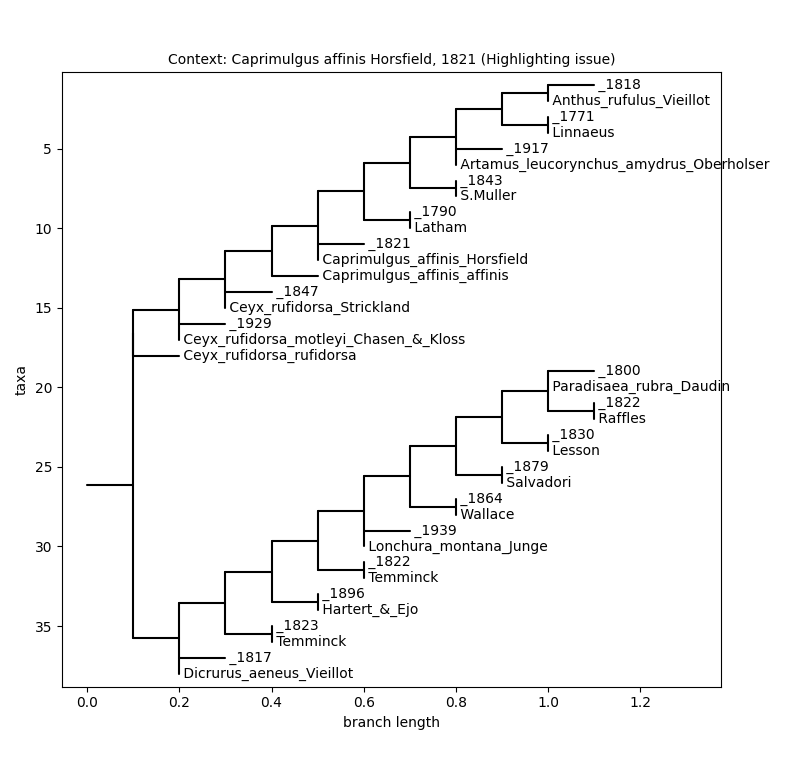 Context: Caprimulgus affinis Horsfield, 1821 (Highlighting issue)
_1818
Anthus_rufulus_Vieillot
_1771
Linnaeus
5
_1917
Artamus_leucorynchus_amydrus_Oberholser
_1843
S.Muller
_1790
Latham
10
_1821
Caprimulgus_affinis_Horsfield
Caprimulgus_affinis_affinis
_1847
15
Ceyx_rufidorsa_Strickland
_1929
Ceyx_rufidorsa_motleyi_Chasen_&_Kloss
Ceyx_rufidorsa_rufidorsa
_1800
taxa
20
Paradisaea_rubra_Daudin
_1822
Raffles
_1830
Lesson
25
_1879
Salvadori
_1864
Wallace
_1939
30
Lonchura_montana_Junge
_1822
Temminck
_1896
Hartert_&_Ejo
35
_1823
Temminck
_1817
Dicrurus_aeneus_Vieillot
0.0 0.2 0.4 0.6 0.8 1.0 1.2
branch length